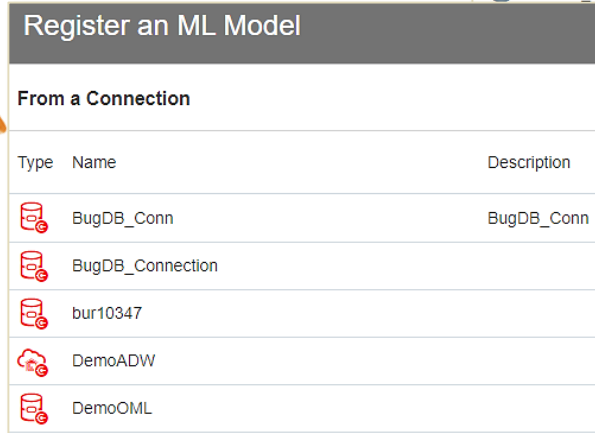 Register an ML Model
From a Connection
Type Name Description
BugDB_Conn BugDB_Conn
BugDB_Connection
bur10347
DemoADW
DemoOML